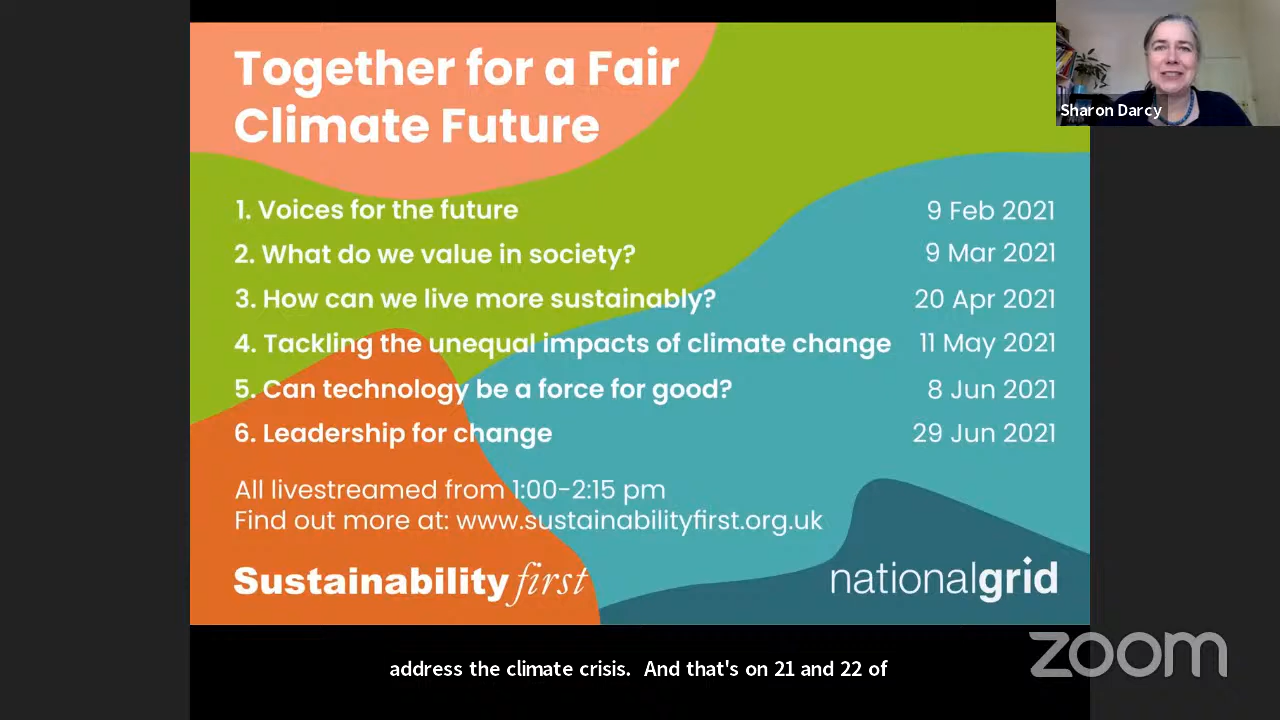 Together for a Fair
Climate Future
Sharon Darcy
1. Voices for the future 9 Feb 2021
2. What do we value in society? 9 Mar 2021
3. How can we live more sustainably? 20 Apr 2021
4. Tackling the unequal impacts of climate change 11 May 2021
5. Can technology be a force for good? 8 Jun 2021
6. Leadership for change 29 Jun 2021
All livestreamed from 1:00-2:15 pm
Find out more at: www.sustainabilityfirst.org.uk
Sustainability first nationalgrid
address the climate crisis. And that's on 21 and 22 of
zoom